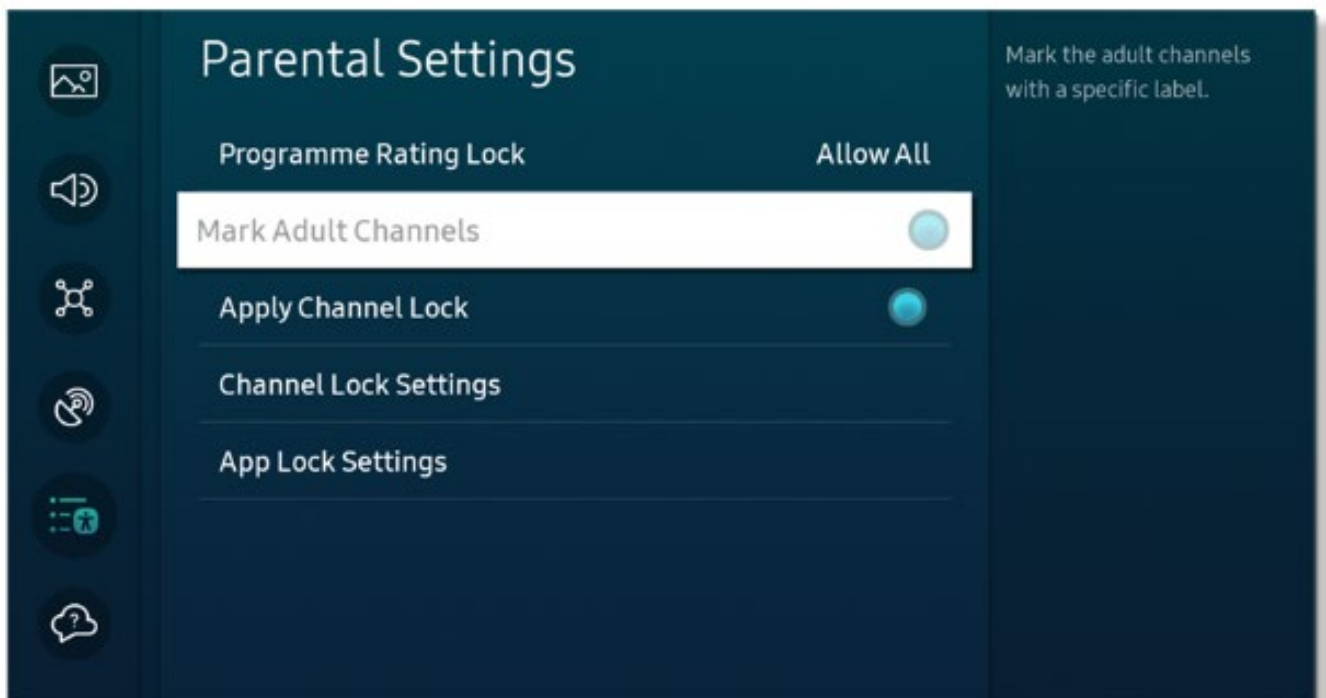 Parental Settings
Programme Rating Lock Allow All
Mark Adult Channels
Apply Channel Lock
Channel Lock Settings
App Lock Settings
Mark the adult channels
with a specific label.
?